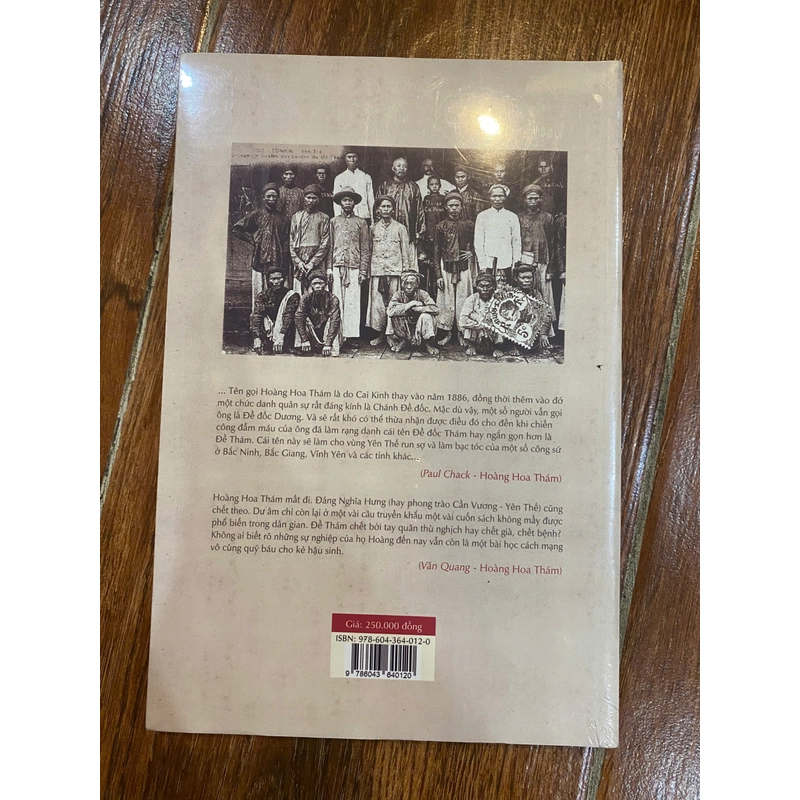 TONKIN
... Tên gọi Hoàng Hoa Thám là do Cai Kinh thay vào năm 1886, đồng thời thêm vào đó
một chức danh quân sự rất đáng kính là Chánh Đề đốc. Mặc dù vậy, một số người vẫn gọi
ông là Đề đốc Dương. Và sẽ rất khó có thể thừa nhận được điều đó cho đến khi chiến
công đẫm máu của ông đã làm rạng danh cái tên Đề đốc Thám hay ngắn gọn hơn là
Đề Thám. Cái tên này sẽ làm cho vùng Yên Thế run sợ và làm bạc tóc của một số công sứ
ở Bắc Ninh, Bắc Giang, Vĩnh Yên và các tỉnh khác...
(Paul Chack - Hoàng Hoa Thám)
Hoàng Hoa Thám mất đi. Đảng Nghĩa Hưng (hay phong trào Cần Vương - Yên Thế) cũng
chết theo. Dư âm chỉ còn lại ở một vài câu truyền khẩu một vài cuốn sách không mấy được
phổ biến trong dân gian. Đề Thám chết bởi tay quân thù nghịch hay chết già, chết bệnh?
Không ai biết rõ những sự nghiệp của họ Hoàng đến nay vẫn còn là một bài học cách mạng
vô cùng quý báu cho kẻ hậu sinh.
(Văn Quang - Hoàng Hoa Thám)
Giá: 250.000 đồng
ISBN: 978-604-364-012-0
9 786043 640120